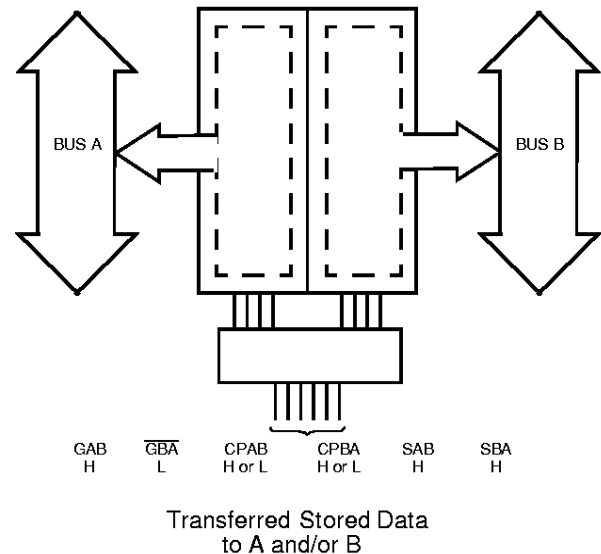 BUS A
BUS B
GAB GBA CPAB CPBA SAB SBA
H L H or L H or L H H
Transferred Stored Data
to A and/or B